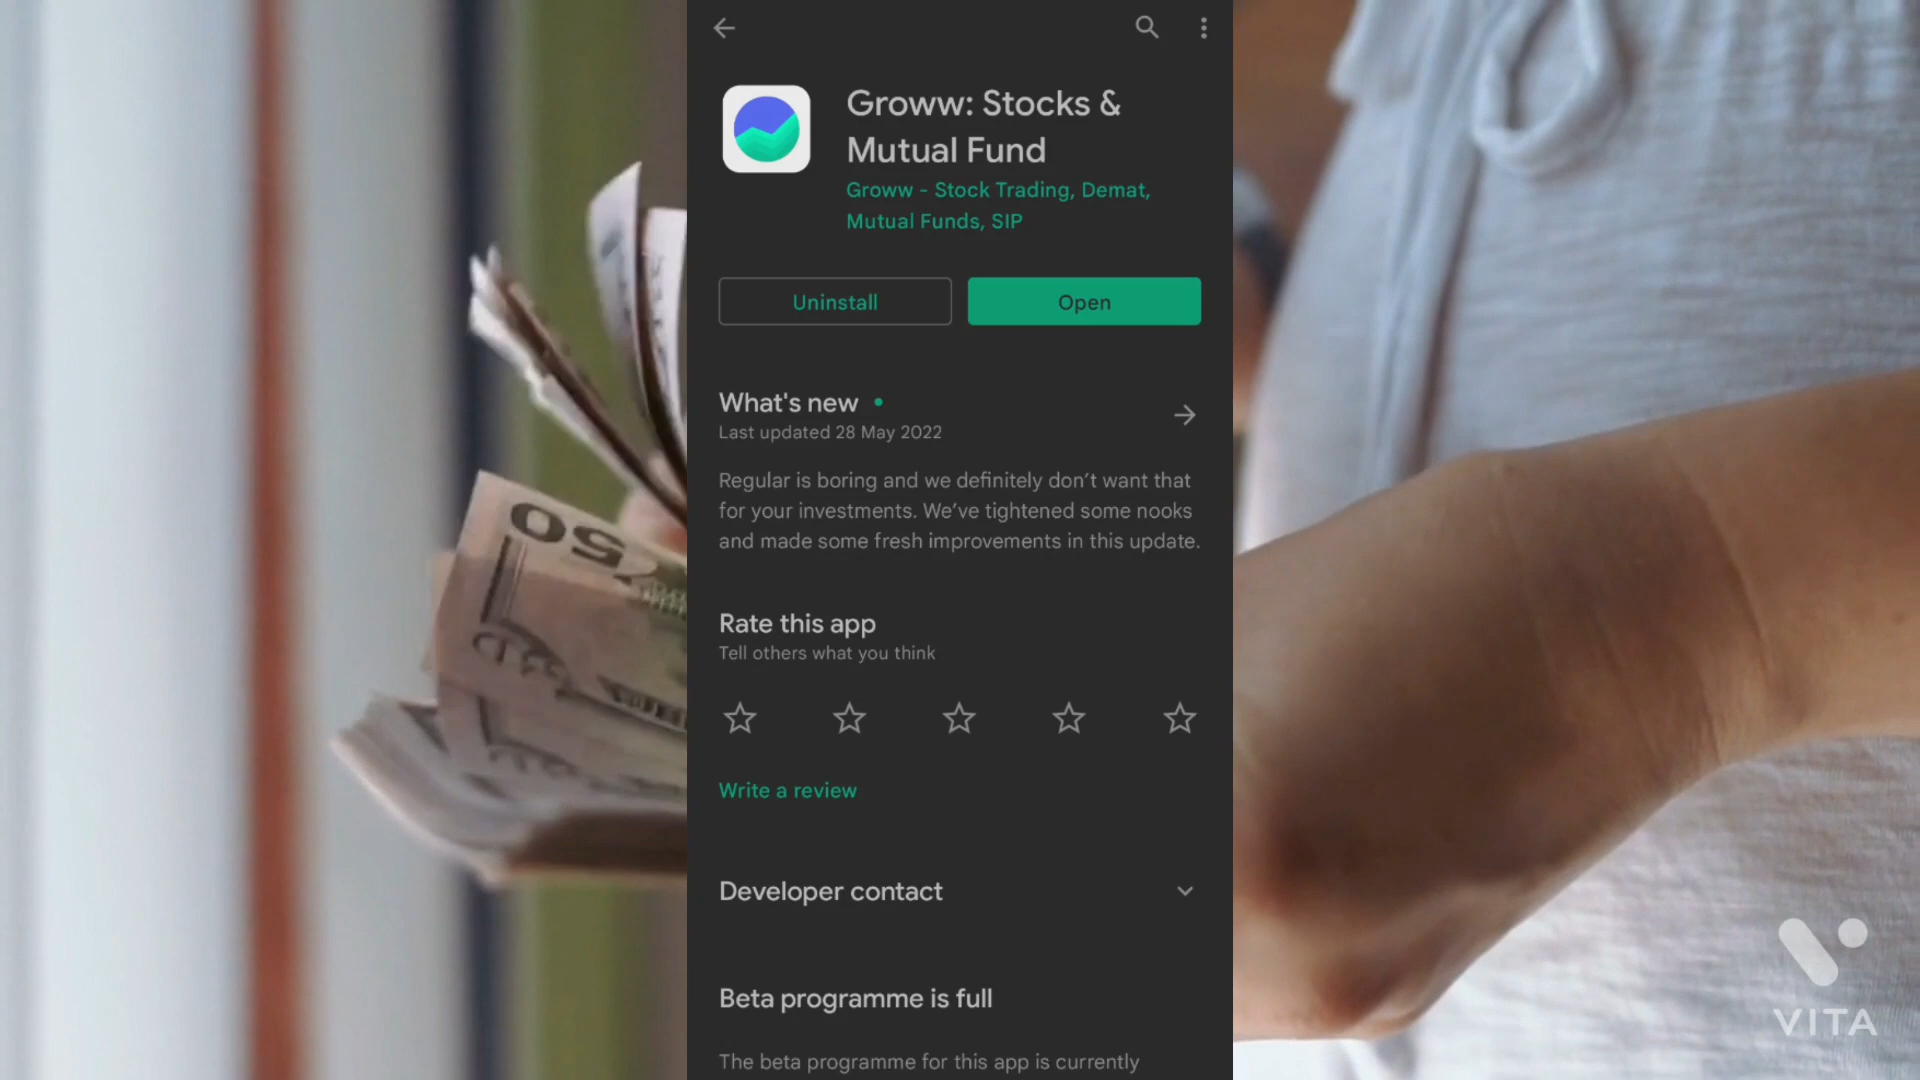 Groww: Stocks &
Mutual Fund
Groww - Stock Trading, Demat,
Mutual Funds, SIP
Uninstall
Open
What's new
Last updated 28 May 2022
Regular is boring and we definitely don’t want that
for your investments. We’ve tightened some nooks
and made some fresh improvements in this update.
Rate this app
Tell others what you think
Write a review
Developer contact
Beta programme is full
The beta programme for this app is currently
50
VITA